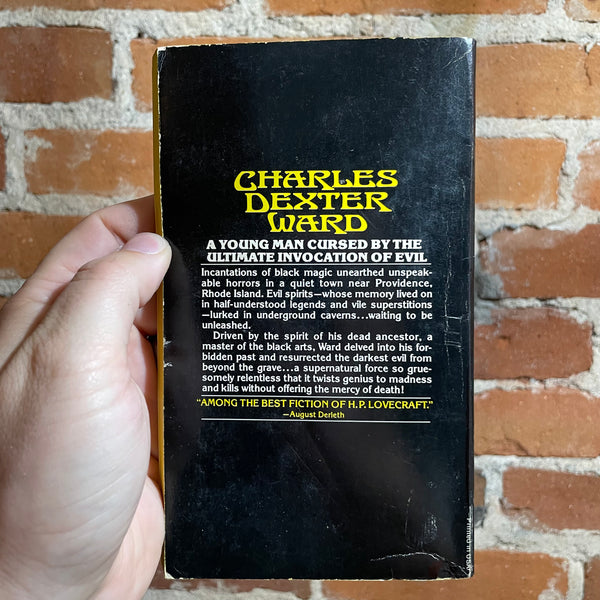 CHARLES
DEXTER
WARD
A YOUNG MAN CURSED BY THE
ULTIMATE INVOCATION OF EVIL
Incantations of black magic unearthed unspeak-
able horrors in a quiet town near Providence,
Rhode Island. Evil spirits—whose memory lived on
in half-understood legends and vile superstitions
—lurked in underground caverns...waiting to be
unleashed.
Driven by the spirit of his dead ancestor, a
master of the black arts, Ward delved into his for-
bidden past and resurrected the darkest evil from
beyond the grave...a supernatural force so grue-
somely relentless that it twists genius to madness
and kills without offering the mercy of death!
"AMONG THE BEST FICTION OF H.P. LOVECRAFT."
—August Derleth
Printed in USA